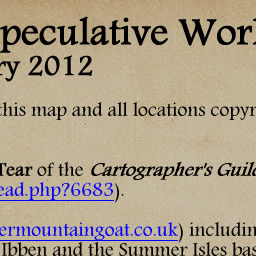 peculative Worl
ry 2012
this map and all locations copyr
Tear of the Cartographer's Guild
ead.php?6683).
ermountaingoat.co.uk) includin
Ibben and the Summer Isles bas